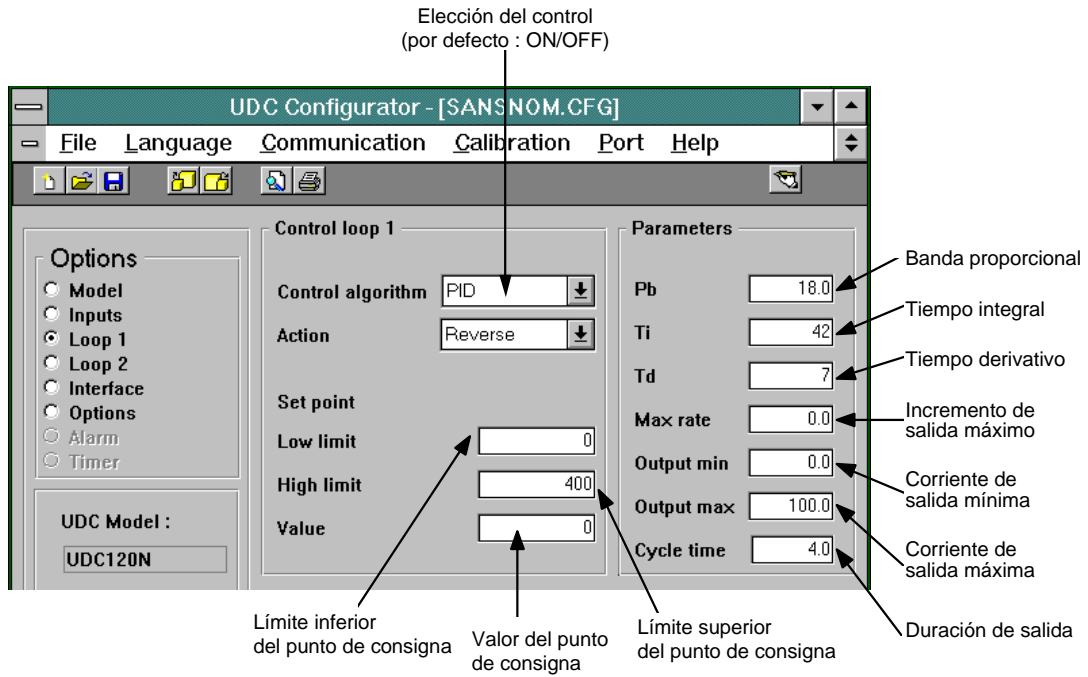 Elección del control
(por defecto : ON/OFF)
UDC Configurator - [SANSNOM.CFG]
File Language Communication Calibration Port Help
Options
Model
Inputs
Loop 1
Loop 2
Interface
Options
Alarm
Timer
UDC Model :
UDC120N
Control loop 1
Control algorithm PID
Action Reverse
Set point
Low limit 0
High limit 400
Value 0
Parameters
Pb 18.0
Ti 42
Td 7
Max rate 0.0
Output min 0.0
Output max 100.0
Cycle time 4.0
Banda proporcional
Tiempo integral
Tiempo derivativo
Incremento de
salida máximo
Corriente de
salida mínima
Corriente de
salida máxima
Duración de salida
Límite inferior
del punto de consigna
Valor del punto
de consigna
Límite superior
del punto de consigna